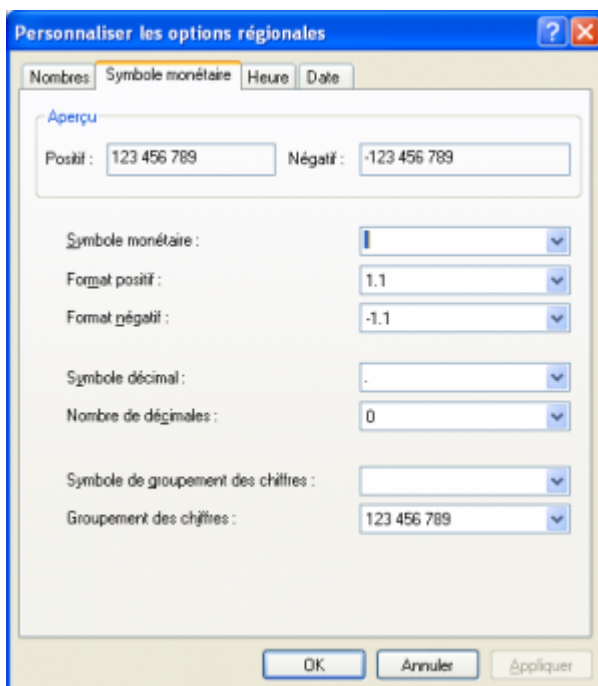 Personnaliser les options régionales
Nombres Symbole monétaire Heure Date
Aperçu
Positif : 123 456 789 Négatif : -123 456 789
Symbole monétaire :
Format positif : 1.1
Format négatif : -1.1
Symbole décimal : .
Nombre de décimales : 0
Symbole de groupement des chiffres :
Groupement des chiffres : 123 456 789
OK Annuler Appliquer